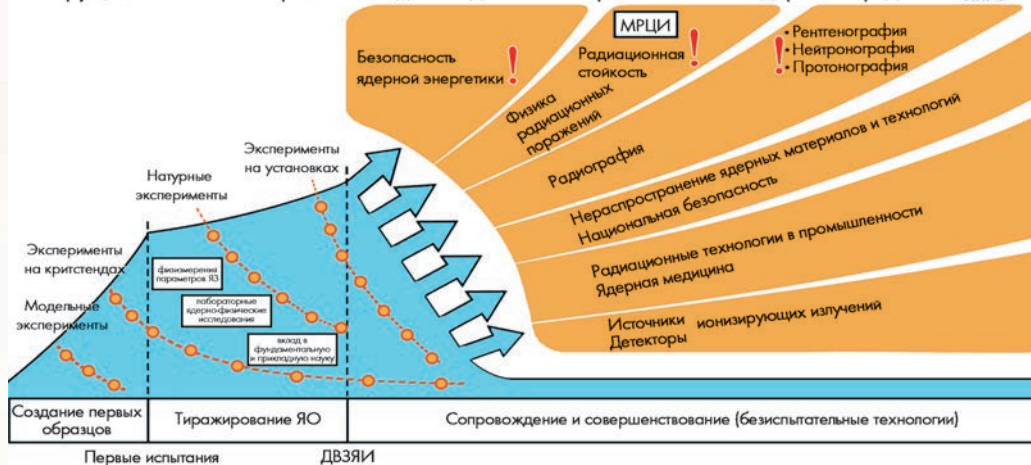 МРЦИ
Безопасность
ядерной энергетики
Радиационная
стойкость
• Рентгенография
• Нейтронография
• Протонография
Физика
радиационных
поражений
Радиография
Нераспространение ядерных материалов и технологий
Национальная безопасность
Радиационные технологии в промышленности
Ядерная медицина
Источники ионизирующих излучений
Детекторы
Эксперименты
на установках
Натурные
эксперименты
Эксперименты
на критстендах
Модельные
эксперименты
физизмерения
параметров ЯЗ
лабораторные
ядерно-физические
исследования
вклад в
фундаментальную
и прикладную науку
Создание первых
образцов
Тиражирование ЯО
Сопровождение и совершенствование (безиспытательные технологии)
Первые испытания
ДВЗЯИ